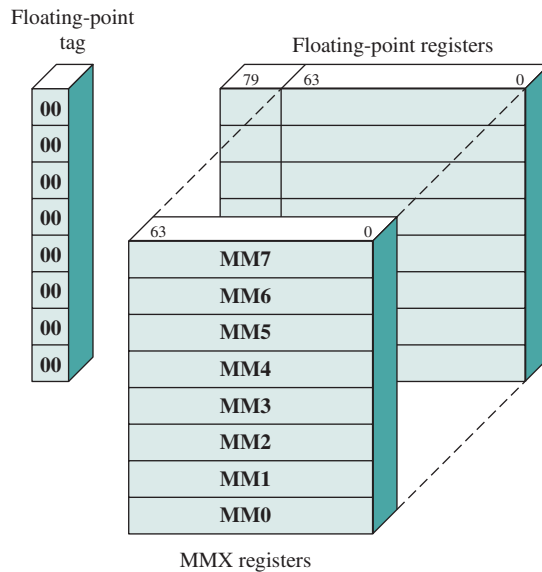 Floating-point
tag
Floating-point registers
79 63 0
00
00
00
00
00
00
00
00
63 0
MM7
MM6
MM5
MM4
MM3
MM2
MM1
MM0
MMX registers